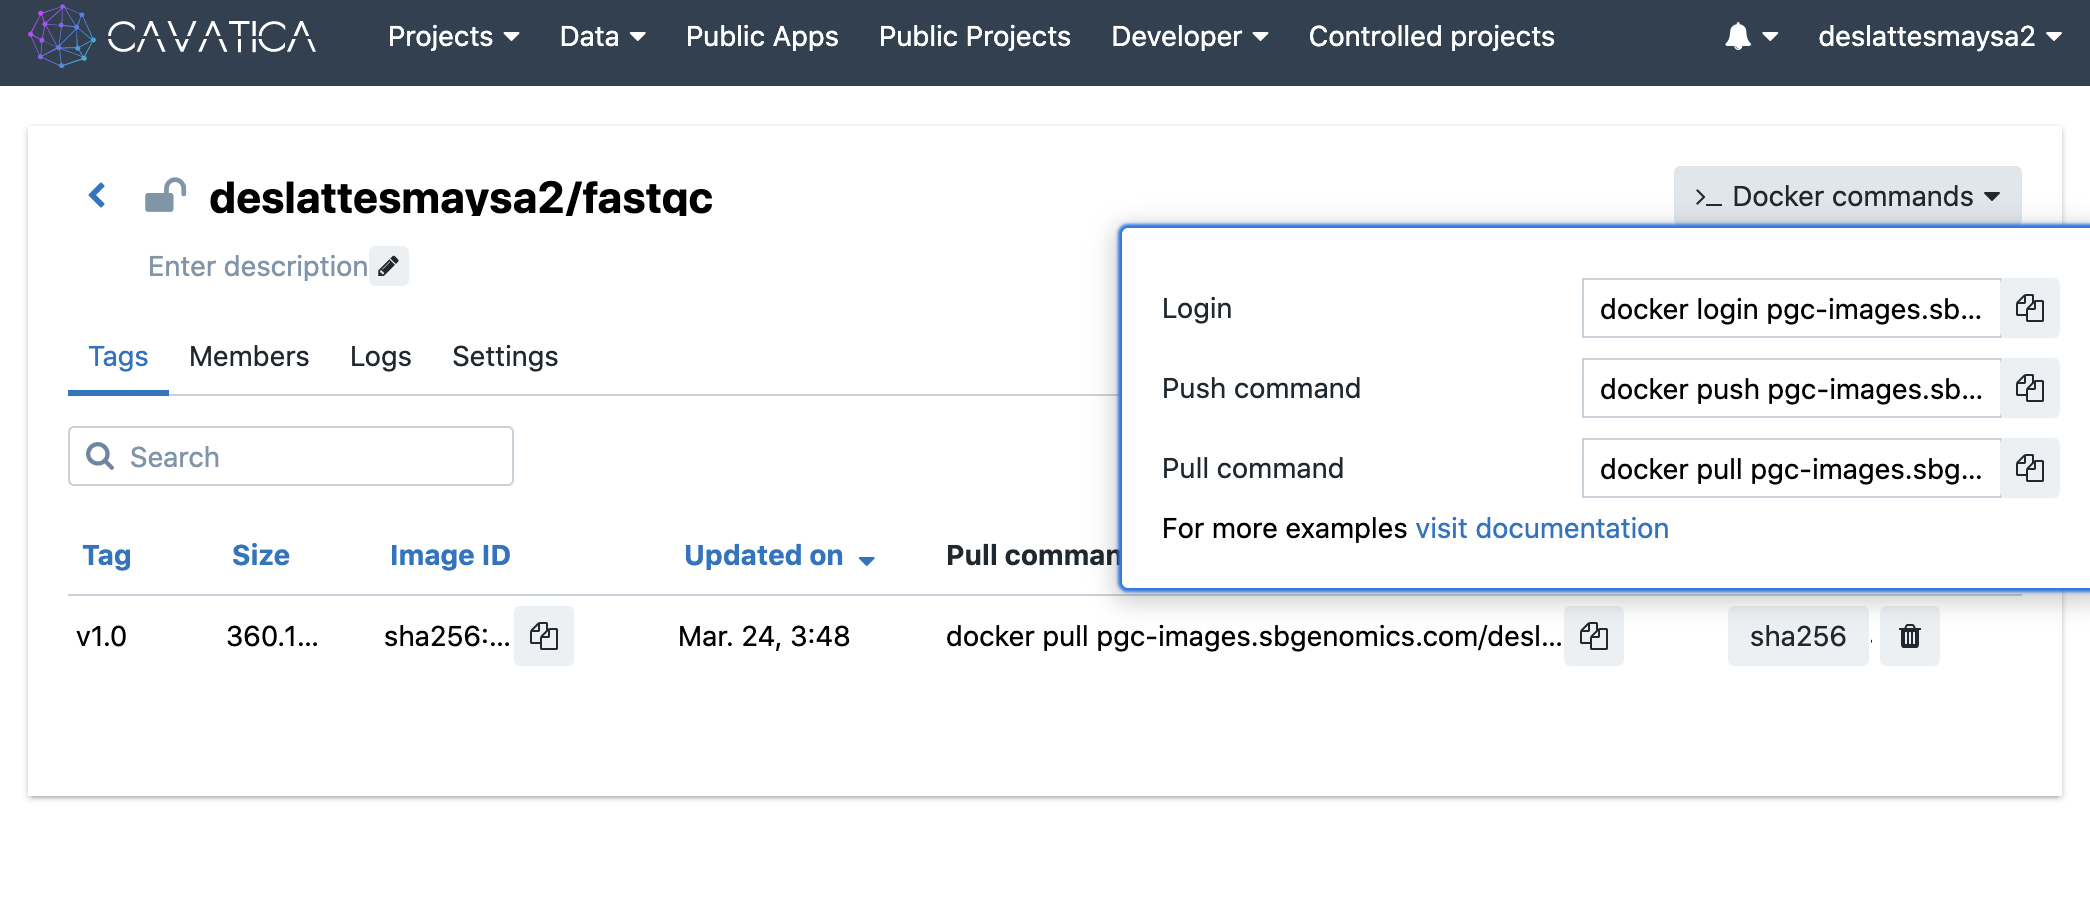 CAVATICA Projects Data Public Apps Public Projects Developer Controlled projects deslattesmaysa2
deslattesmaysa2/fastqc
>_ Docker commands
Enter description
Login docker login pgc-images.sb...
Tags Members Logs Settings
Push command docker push pgc-images.sb...
Search
Pull command docker pull pgc-images.sbg...
For more examples visit documentation
Tag Size Image ID Updated on Pull comman
v1.0 360.1... sha256:... Mar. 24, 3:48 docker pull pgc-images.sbgenomics.com/desl... sha256